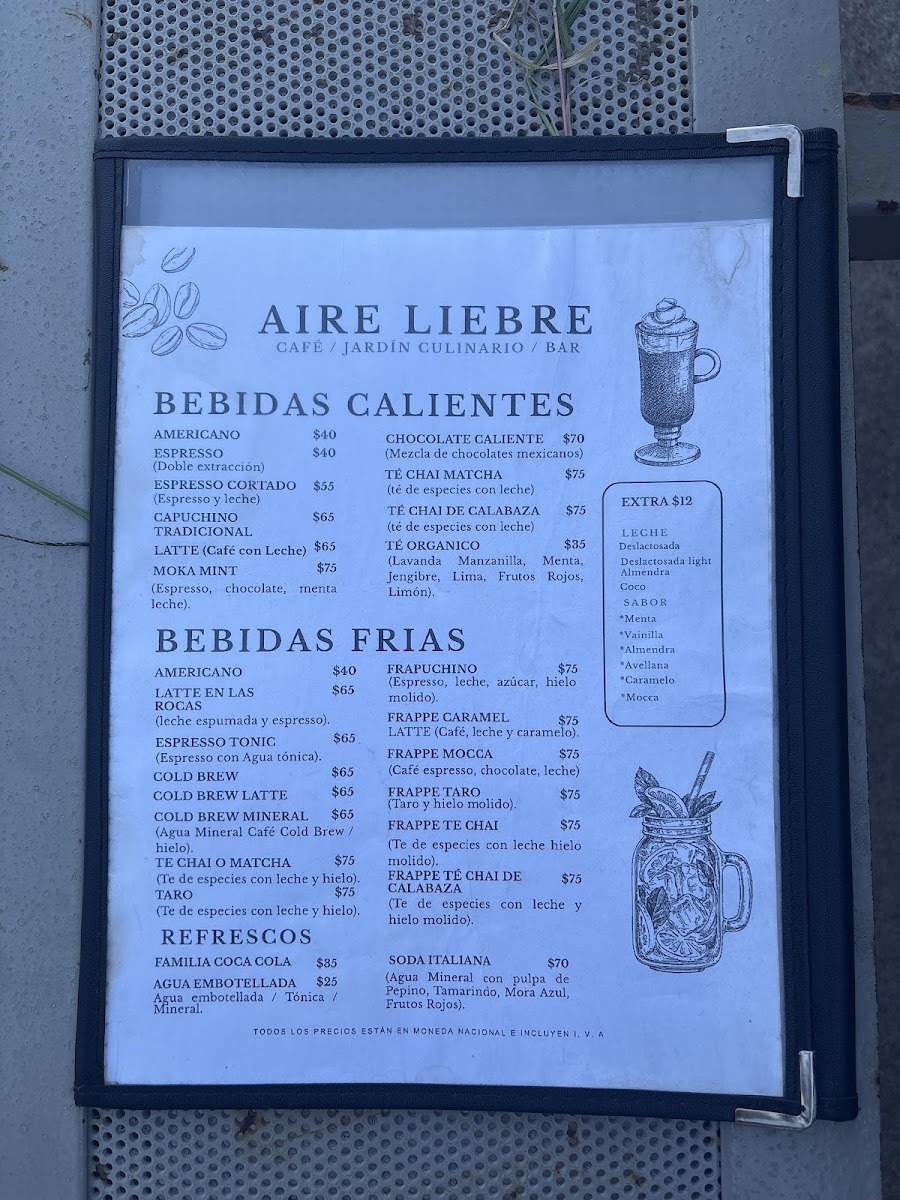 AIRE LIEBRE
CAFÉ / JARDÍN CULINARIO / BAR
BEBIDAS CALIENTES
AMERICANO $40
ESPRESSO $40
(Doble extracción)
ESPRESSO CORTADO $55
(Espresso y leche)
CAPUCHINO $65
TRADICIONAL
LATTE (Café con Leche) $65
MOKA MINT $75
(Espresso, chocolate, menta
leche).
CHOCOLATE CALIENTE $70
(Mezcla de chocolates mexicanos)
TÉ CHAI MATCHA $75
(té de especies con leche)
TÉ CHAI DE CALABAZA $75
(té de especies con leche)
TÉ ORGANICO $35
(Lavanda Manzanilla, Menta,
Jengibre, Lima, Frutos Rojos,
Limón).
EXTRA $12
LECHE
Deslactosada
Deslactosada light
Almendra
Coco
SABOR
*Menta
*Vainilla
*Almendra
*Avellana
*Caramelo
*Mocca
BEBIDAS FRIAS
AMERICANO $40
LATTE EN LAS $65
ROCAS
(leche espumada y espresso).
ESPRESSO TONIC $65
(Espresso con Agua tónica).
COLD BREW $65
COLD BREW LATTE $65
COLD BREW MINERAL $65
(Agua Mineral Café Cold Brew /
hielo).
TE CHAI O MATCHA $75
(Te de especies con leche y hielo).
TARO $75
(Te de especies con leche y hielo).
FRAPUCHINO $75
(Espresso, leche, azúcar, hielo
molido).
FRAPPE CARAMEL $75
LATTE (Café, leche y caramelo).
FRAPPE MOCCA $75
(Café espresso, chocolate, leche)
FRAPPE TARO $75
(Taro y hielo molido).
FRAPPE TE CHAI $75
(Te de especies con leche hielo
molido).
FRAPPE TÉ CHAI DE $75
CALABAZA
(Te de especies con leche y
hielo molido).
REFRESCOS
FAMILIA COCA COLA $35
AGUA EMBOTELLADA $25
Agua embotellada / Tónica /
Mineral.
SODA ITALIANA $70
(Agua Mineral con pulpa de
Pepino, Tamarindo, Mora Azul,
Frutos Rojos).
TODOS LOS PRECIOS ESTÁN EN MONEDA NACIONAL E INCLUYEN I. V. A